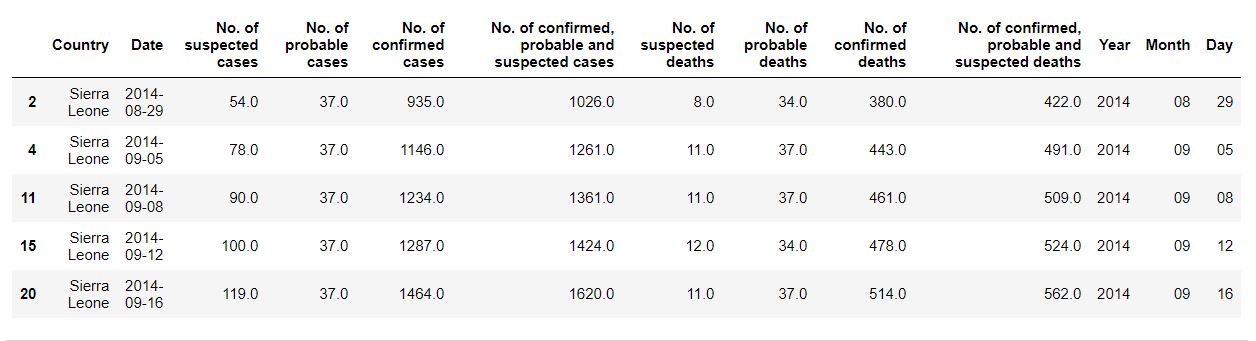 Country Date No. of suspected cases No. of probable cases No. of confirmed cases No. of confirmed, probable and suspected cases No. of suspected deaths No. of probable deaths No. of confirmed deaths No. of confirmed, probable and suspected deaths Year Month Day
2 Sierra Leone 2014-08-29 54.0 37.0 935.0 1026.0 8.0 34.0 380.0 422.0 2014 08 29
4 Sierra Leone 2014-09-05 78.0 37.0 1146.0 1261.0 11.0 37.0 443.0 491.0 2014 09 05
11 Sierra Leone 2014-09-08 90.0 37.0 1234.0 1361.0 11.0 37.0 461.0 509.0 2014 09 08
15 Sierra Leone 2014-09-12 100.0 37.0 1287.0 1424.0 12.0 34.0 478.0 524.0 2014 09 12
20 Sierra Leone 2014-09-16 119.0 37.0 1464.0 1620.0 11.0 37.0 514.0 562.0 2014 09 16